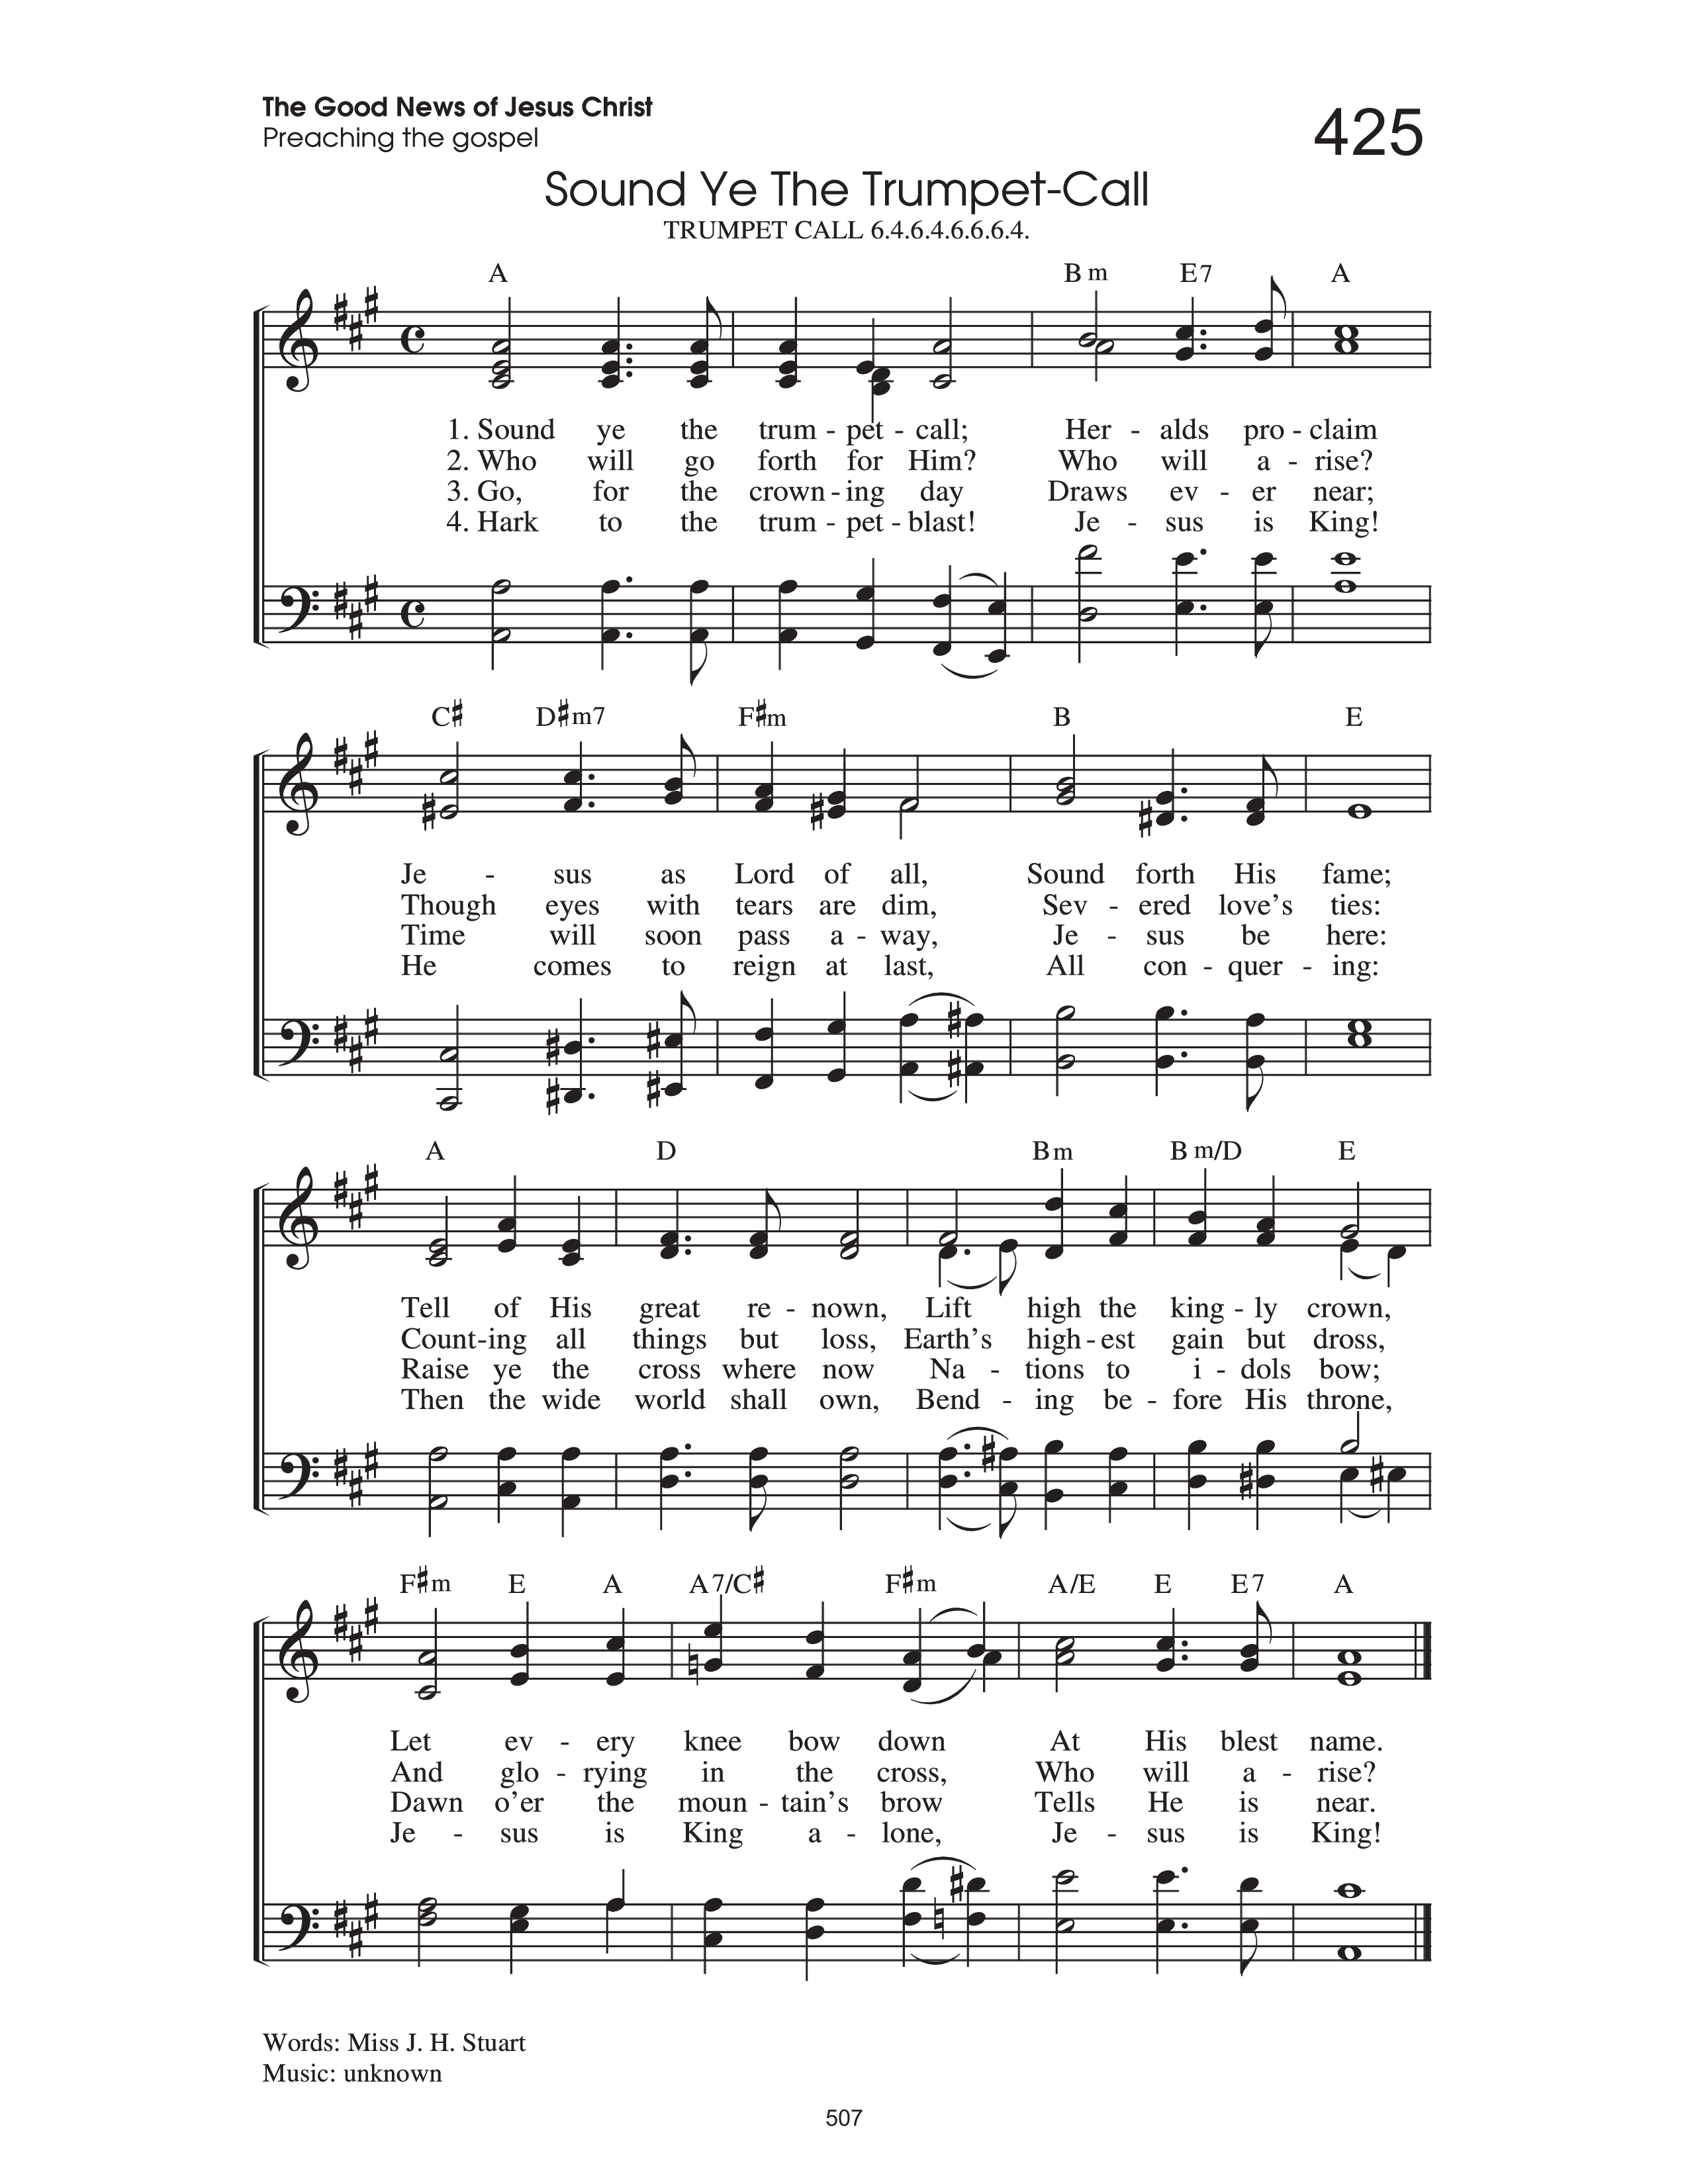 The Good News of Jesus Christ
Preaching the gospel
425
Sound Ye The Trumpet-Call
TRUMPET CALL 6.4.6.4.6.6.6.4.
A Bm E7 A
1. Sound ye the trum - pet - call; Her - alds pro - claim
2. Who will go forth for Him? Who will a - rise?
3. Go, for the crown - ing day Draws ev - er near;
4. Hark to the trum - pet - blast! Je - sus is King!
C♯ D♯m7 F♯m B E
Je - sus as Lord of all, Sound forth His fame;
Though eyes with tears are dim, Sev - ered love's ties:
Time will soon pass a - way, Je - sus be here:
He comes to reign at last, All con - quer - ing:
A D Bm Bm/D E
Tell of His great re - nown, Lift high the king - ly crown,
Count - ing all things but loss, Earth's high - est gain but dross,
Raise ye the cross where now Na - tions to i - dols bow;
Then the wide world shall own, Bend - ing be - fore His throne,
F♯m E A A7/C♯ F♯m A/E E E7 A
Let ev - ery knee bow down At His blest name.
And glo - rying in the cross, Who will a - rise?
Dawn o'er the moun - tain's brow Tells He is near.
Je - sus is King a - lone, Je - sus is King!
Words: Miss J. H. Stuart
Music: unknown
507